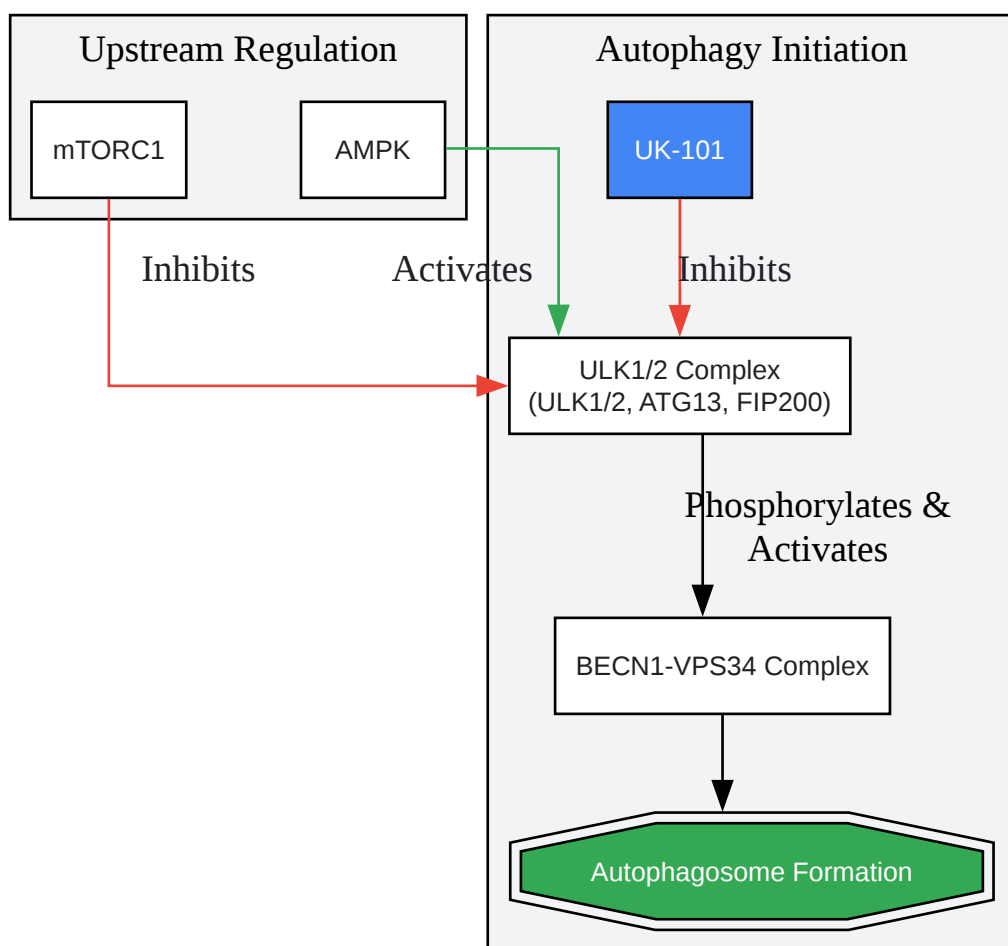 Upstream Regulation
Autophagy Initiation
mTORC1
AMPK
UK-101
Inhibits
Activates
Inhibits
ULK1/2 Complex
(ULK1/2, ATG13, FIP200)
Phosphorylates &
Activates
BECN1-VPS34 Complex
Autophagosome Formation